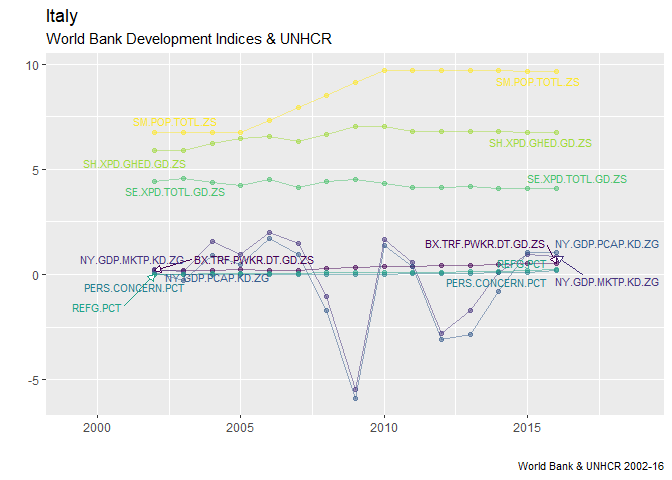 Italy
World Bank Development Indices & UNHCR
10
SM.POP.TOTL.ZS
SM.POP.TOTL.ZS
SH.XPD.GHED.GD.ZS
SH.XPD.GHED.GD.ZS
5
SE.XPD.TOTL.GD.ZS
SE.XPD.TOTL.GD.ZS
BX.TRF.PWKR.DT.GD.ZS
NY.GDP.PCAP.KD.ZG
NY.GDP.MKTP.KD.ZG
BX.TRF.PWKR.DT.GD.ZS
REFG.PCT
0
NY.GDP.PCAP.KD.ZG
PERS.CONCERN.PCT
PERS.CONCERN.PCT
NY.GDP.MKTP.KD.ZG
REFG.PCT
-5
2000
2005
2010
2015
World Bank & UNHCR 2002-16